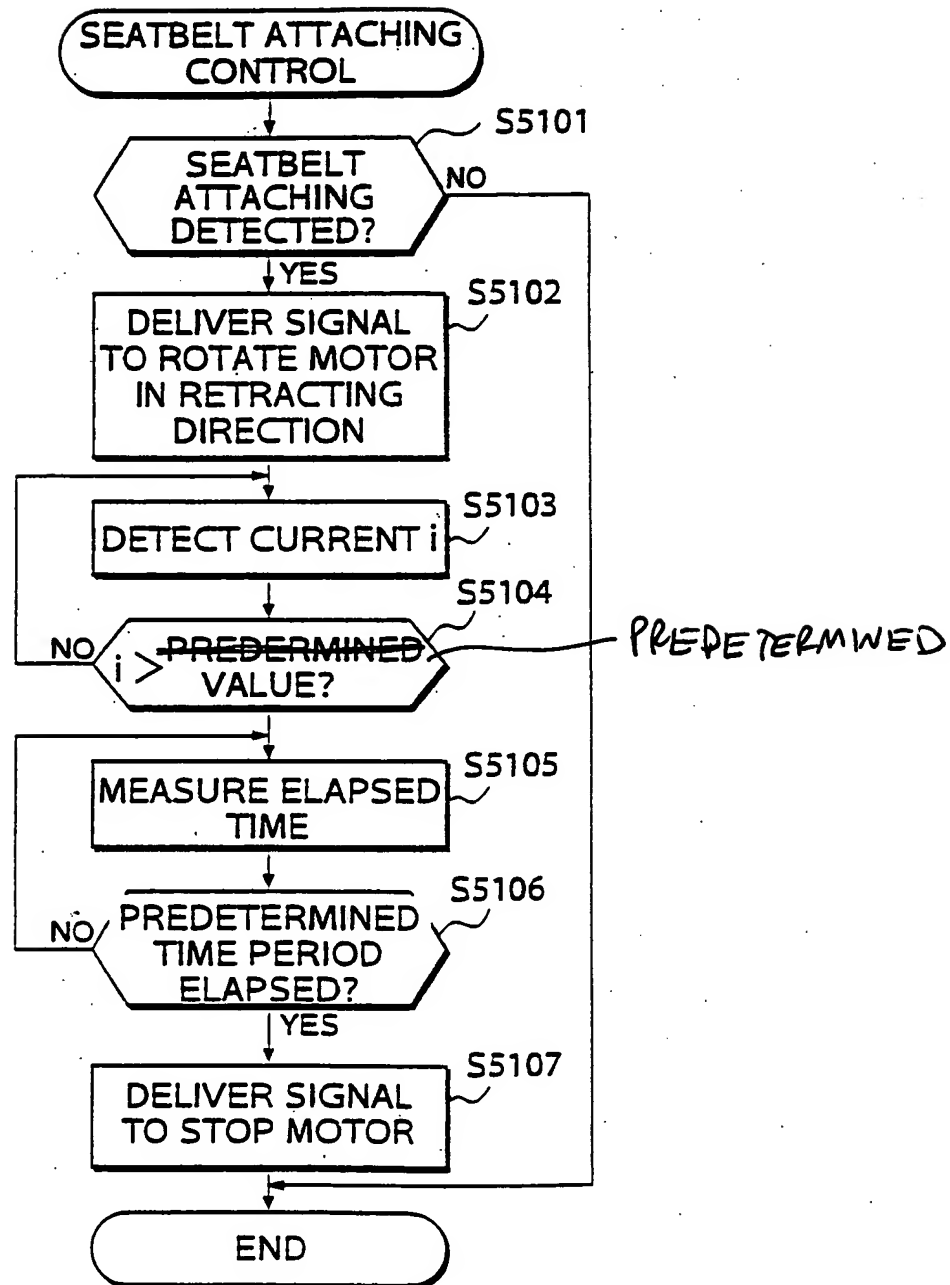 SEATBELT ATTACHING
CONTROL
S5101
SEATBELT
ATTACHING
DETECTED?
NO
YES
S5102
DELIVER SIGNAL
TO ROTATE MOTOR
IN RETRACTING
DIRECTION
S5103
DETECT CURRENT i
S5104
NO
i > PREDERMINED
VALUE?
PREDETERMINED
S5105
MEASURE ELAPSED
TIME
S5106
NO
PREDETERMINED
TIME PERIOD
ELAPSED?
YES
S5107
DELIVER SIGNAL
TO STOP MOTOR
END